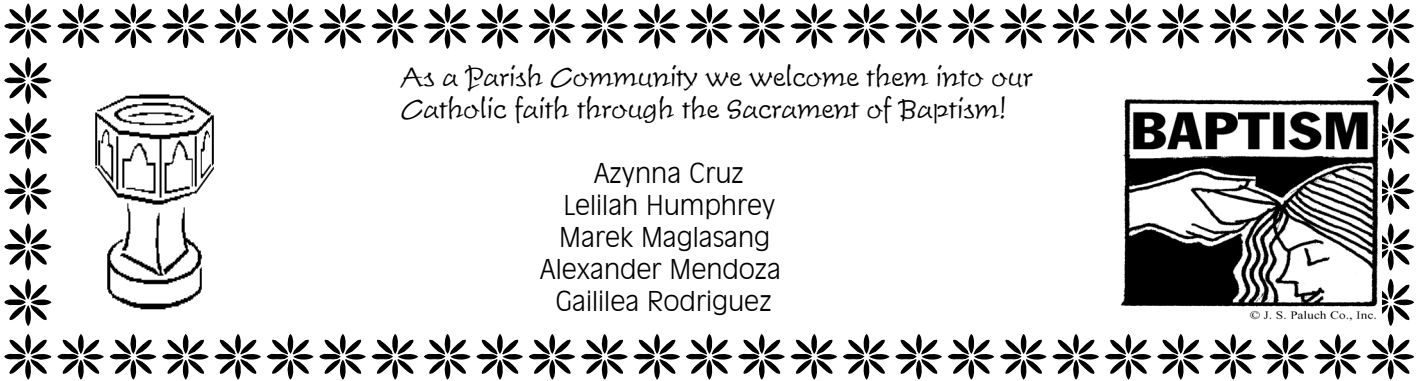 As a Parish Community we welcome them into our
Catholic faith through the Sacrament of Baptism!
Azynna Cruz
Lelilah Humphrey
Marek Maglasang
Alexander Mendoza
Gaililea Rodriguez
BAPTISM
© J. S. Paluch Co., Inc.